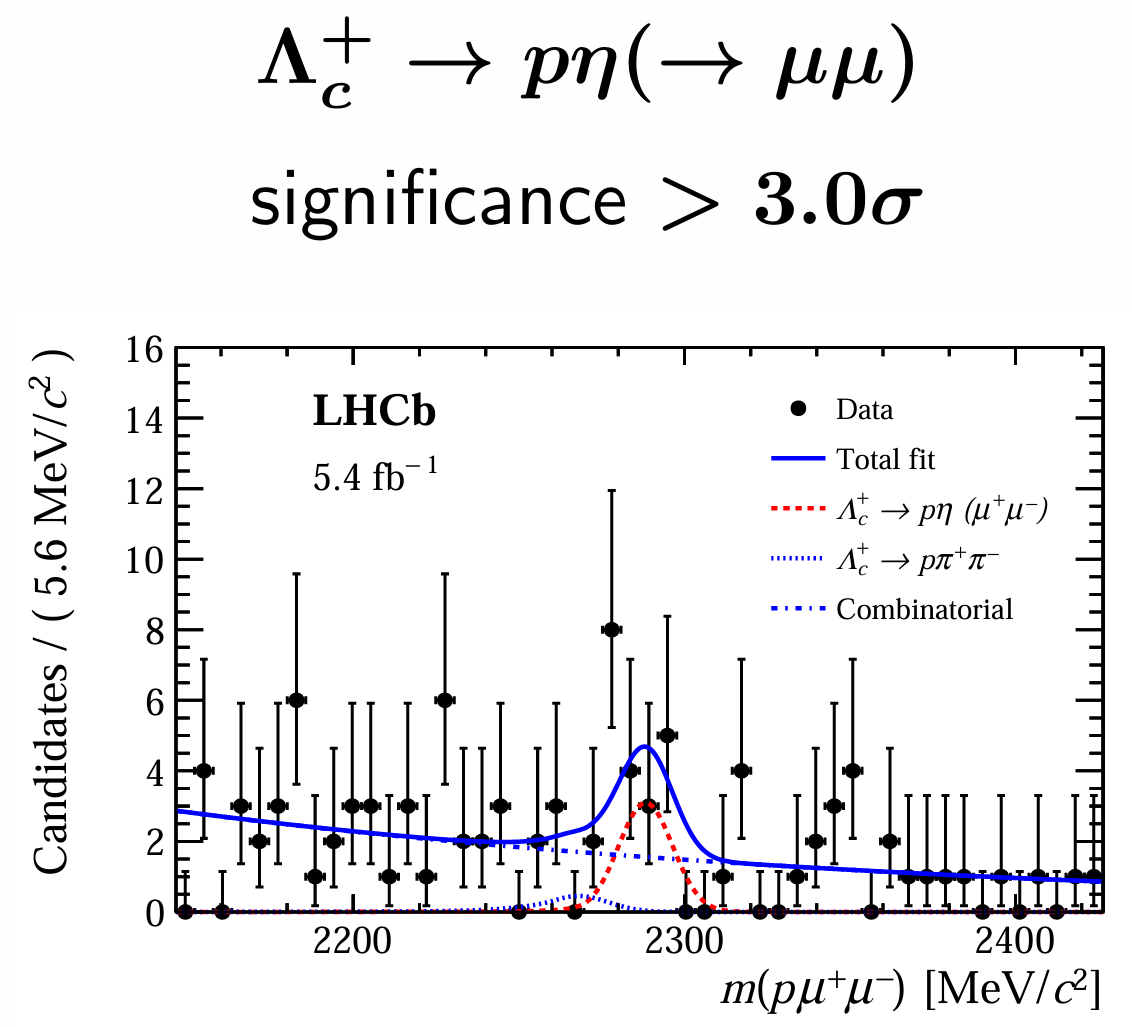 Λc+ → pη(→ μμ)
significance > 3.0σ
Candidates / ( 5.6 MeV/c2 )
16
14
12
10
8
6
4
2
0
LHCb
5.4 fb−1
Data
Total fit
Λc+ → pη (μ+μ−)
Λc+ → pπ+π−
Combinatorial
2200 2300 2400
m(pμ+μ−) [MeV/c2]